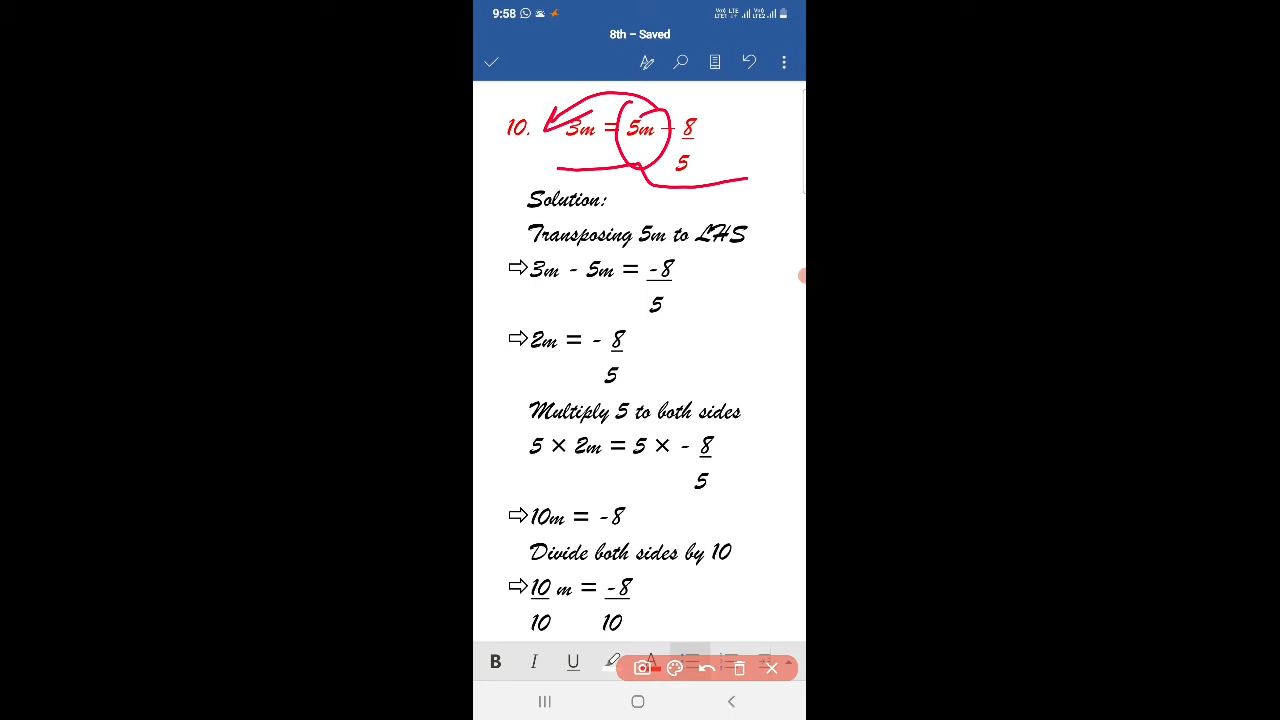 9:58
8th – Saved
10. 3m = 5m – 8
5
Solution:
Transposing 5m to LHS
⇨3m - 5m = -8
5
⇨2m = - 8
5
Multiply 5 to both sides
5 × 2m = 5 × - 8
5
⇨10m = -8
Divide both sides by 10
⇨10 m = -8
10 10
B I U A